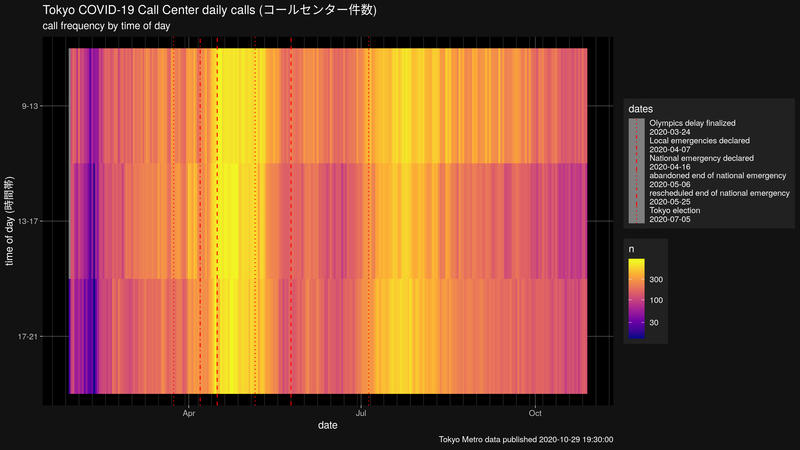 Tokyo COVID-19 Call Center daily calls (コールセンター件数)
call frequency by time of day
time of day (時間帯)
9-13
13-17
17-21
Apr
Jul
Oct
date
dates
Olympics delay finalized
2020-03-24
Local emergencies declared
2020-04-07
National emergency declared
2020-04-16
abandoned end of national emergency
2020-05-06
rescheduled end of national emergency
2020-05-25
Tokyo election
2020-07-05
n
300
100
30
Tokyo Metro data published 2020-10-29 19:30:00